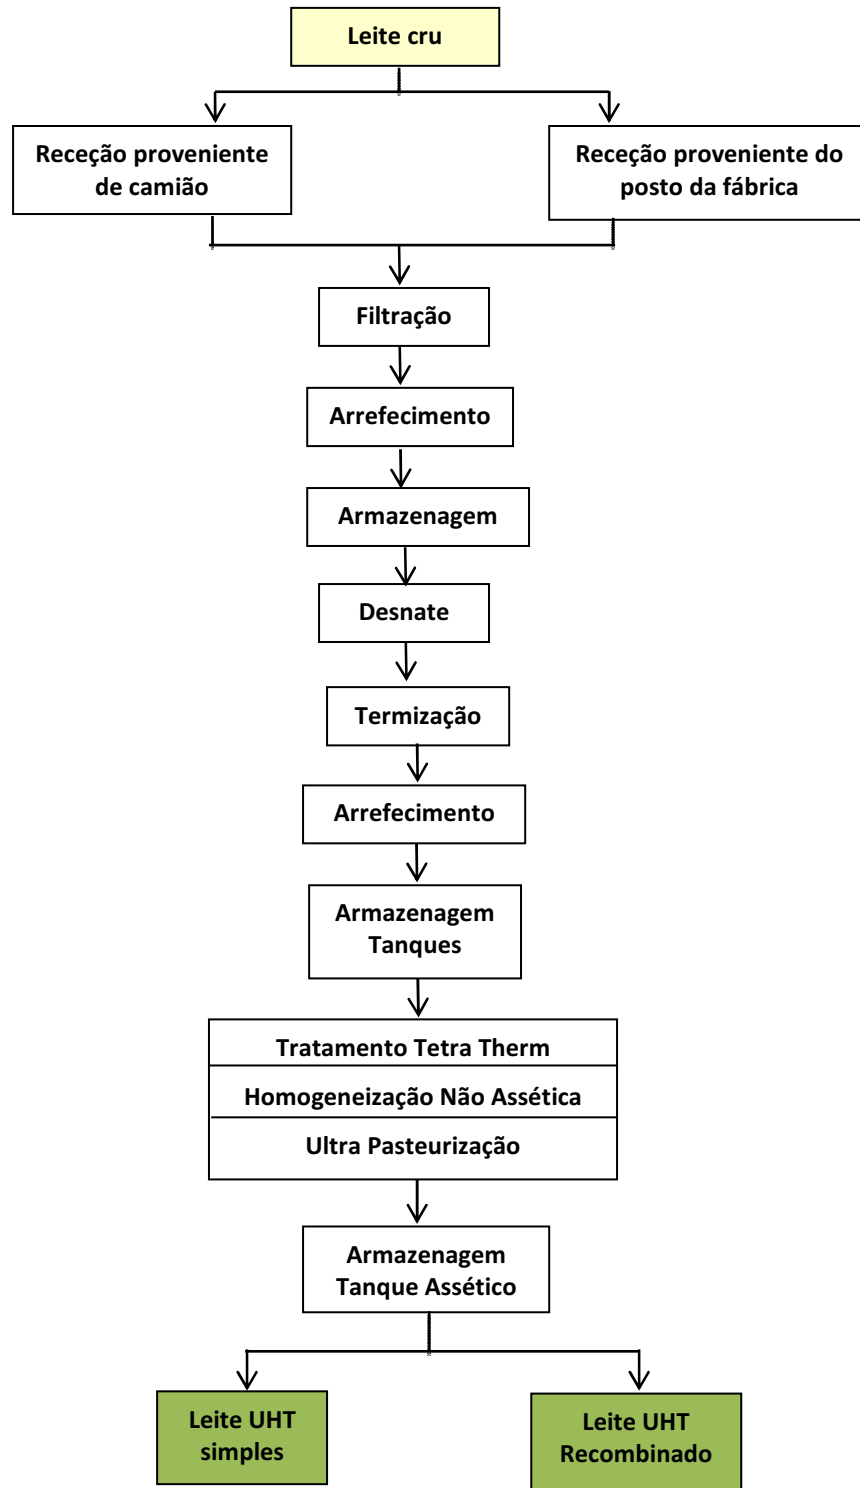 Leite cru
Receção proveniente
de camião
Receção proveniente do
posto da fábrica
Filtração
Arrefecimento
Armazenagem
Desnate
Termização
Arrefecimento
Armazenagem
Tanques
Tratamento Tetra Therm
Homogeneização Não Assética
Ultra Pasteurização
Armazenagem
Tanque Assético
Leite UHT
simples
Leite UHT
Recombinado